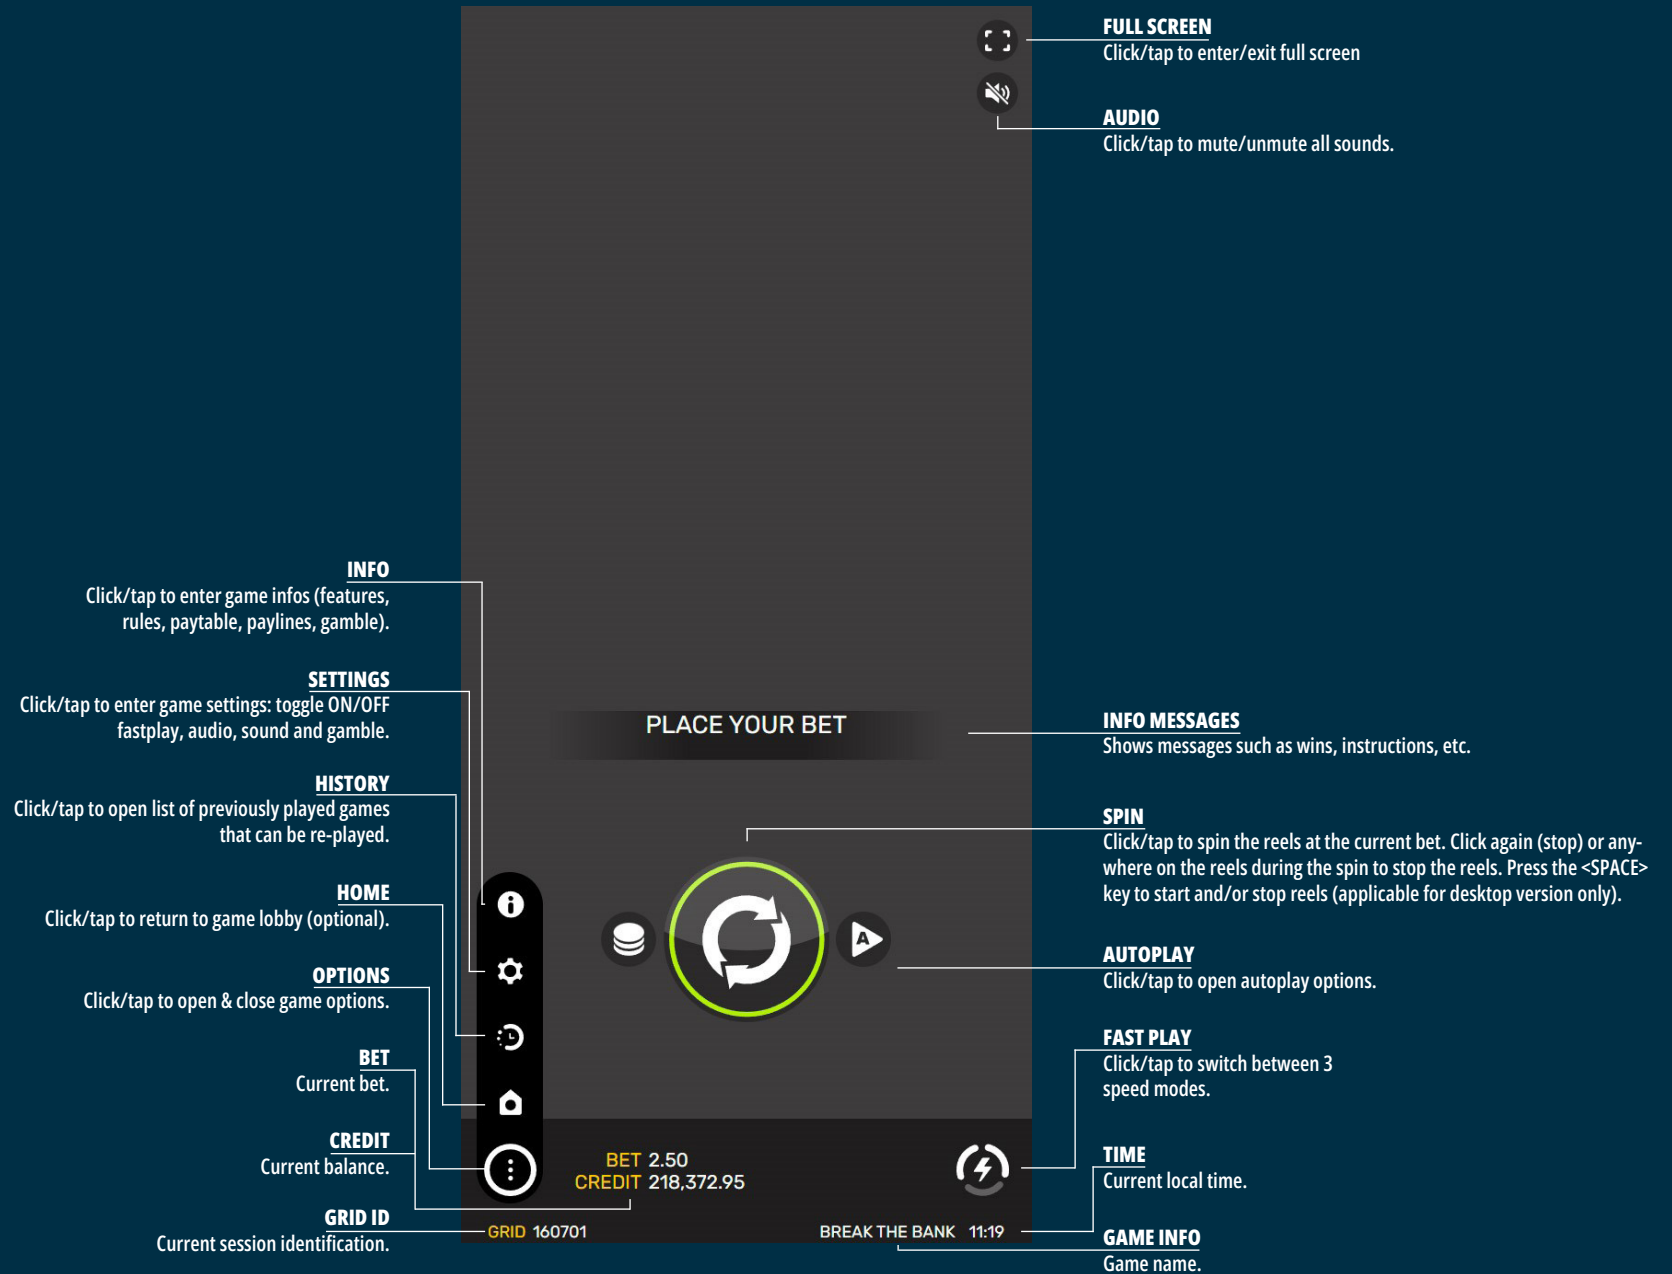 FULL SCREEN
Click/tap to enter/exit full screen
AUDIO
Click/tap to mute/unmute all sounds.
INFO
Click/tap to enter game infos (features,
rules, paytable, paylines, gamble).
SETTINGS
Click/tap to enter game settings: toggle ON/OFF
fastplay, audio, sound and gamble.
HISTORY
Click/tap to open list of previously played games
that can be re-played.
HOME
Click/tap to return to game lobby (optional).
OPTIONS
Click/tap to open & close game options.
BET
Current bet.
CREDIT
Current balance.
GRID ID
Current session identification.
PLACE YOUR BET
A
BET 2.50
CREDIT 218,372.95
GRID 160701
BREAK THE BANK 11:19
INFO MESSAGES
Shows messages such as wins, instructions, etc.
SPIN
Click/tap to spin the reels at the current bet. Click again (stop) or any-
where on the reels during the spin to stop the reels. Press the <SPACE>
key to start and/or stop reels (applicable for desktop version only).
AUTOPLAY
Click/tap to open autoplay options.
FAST PLAY
Click/tap to switch between 3
speed modes.
TIME
Current local time.
GAME INFO
Game name.